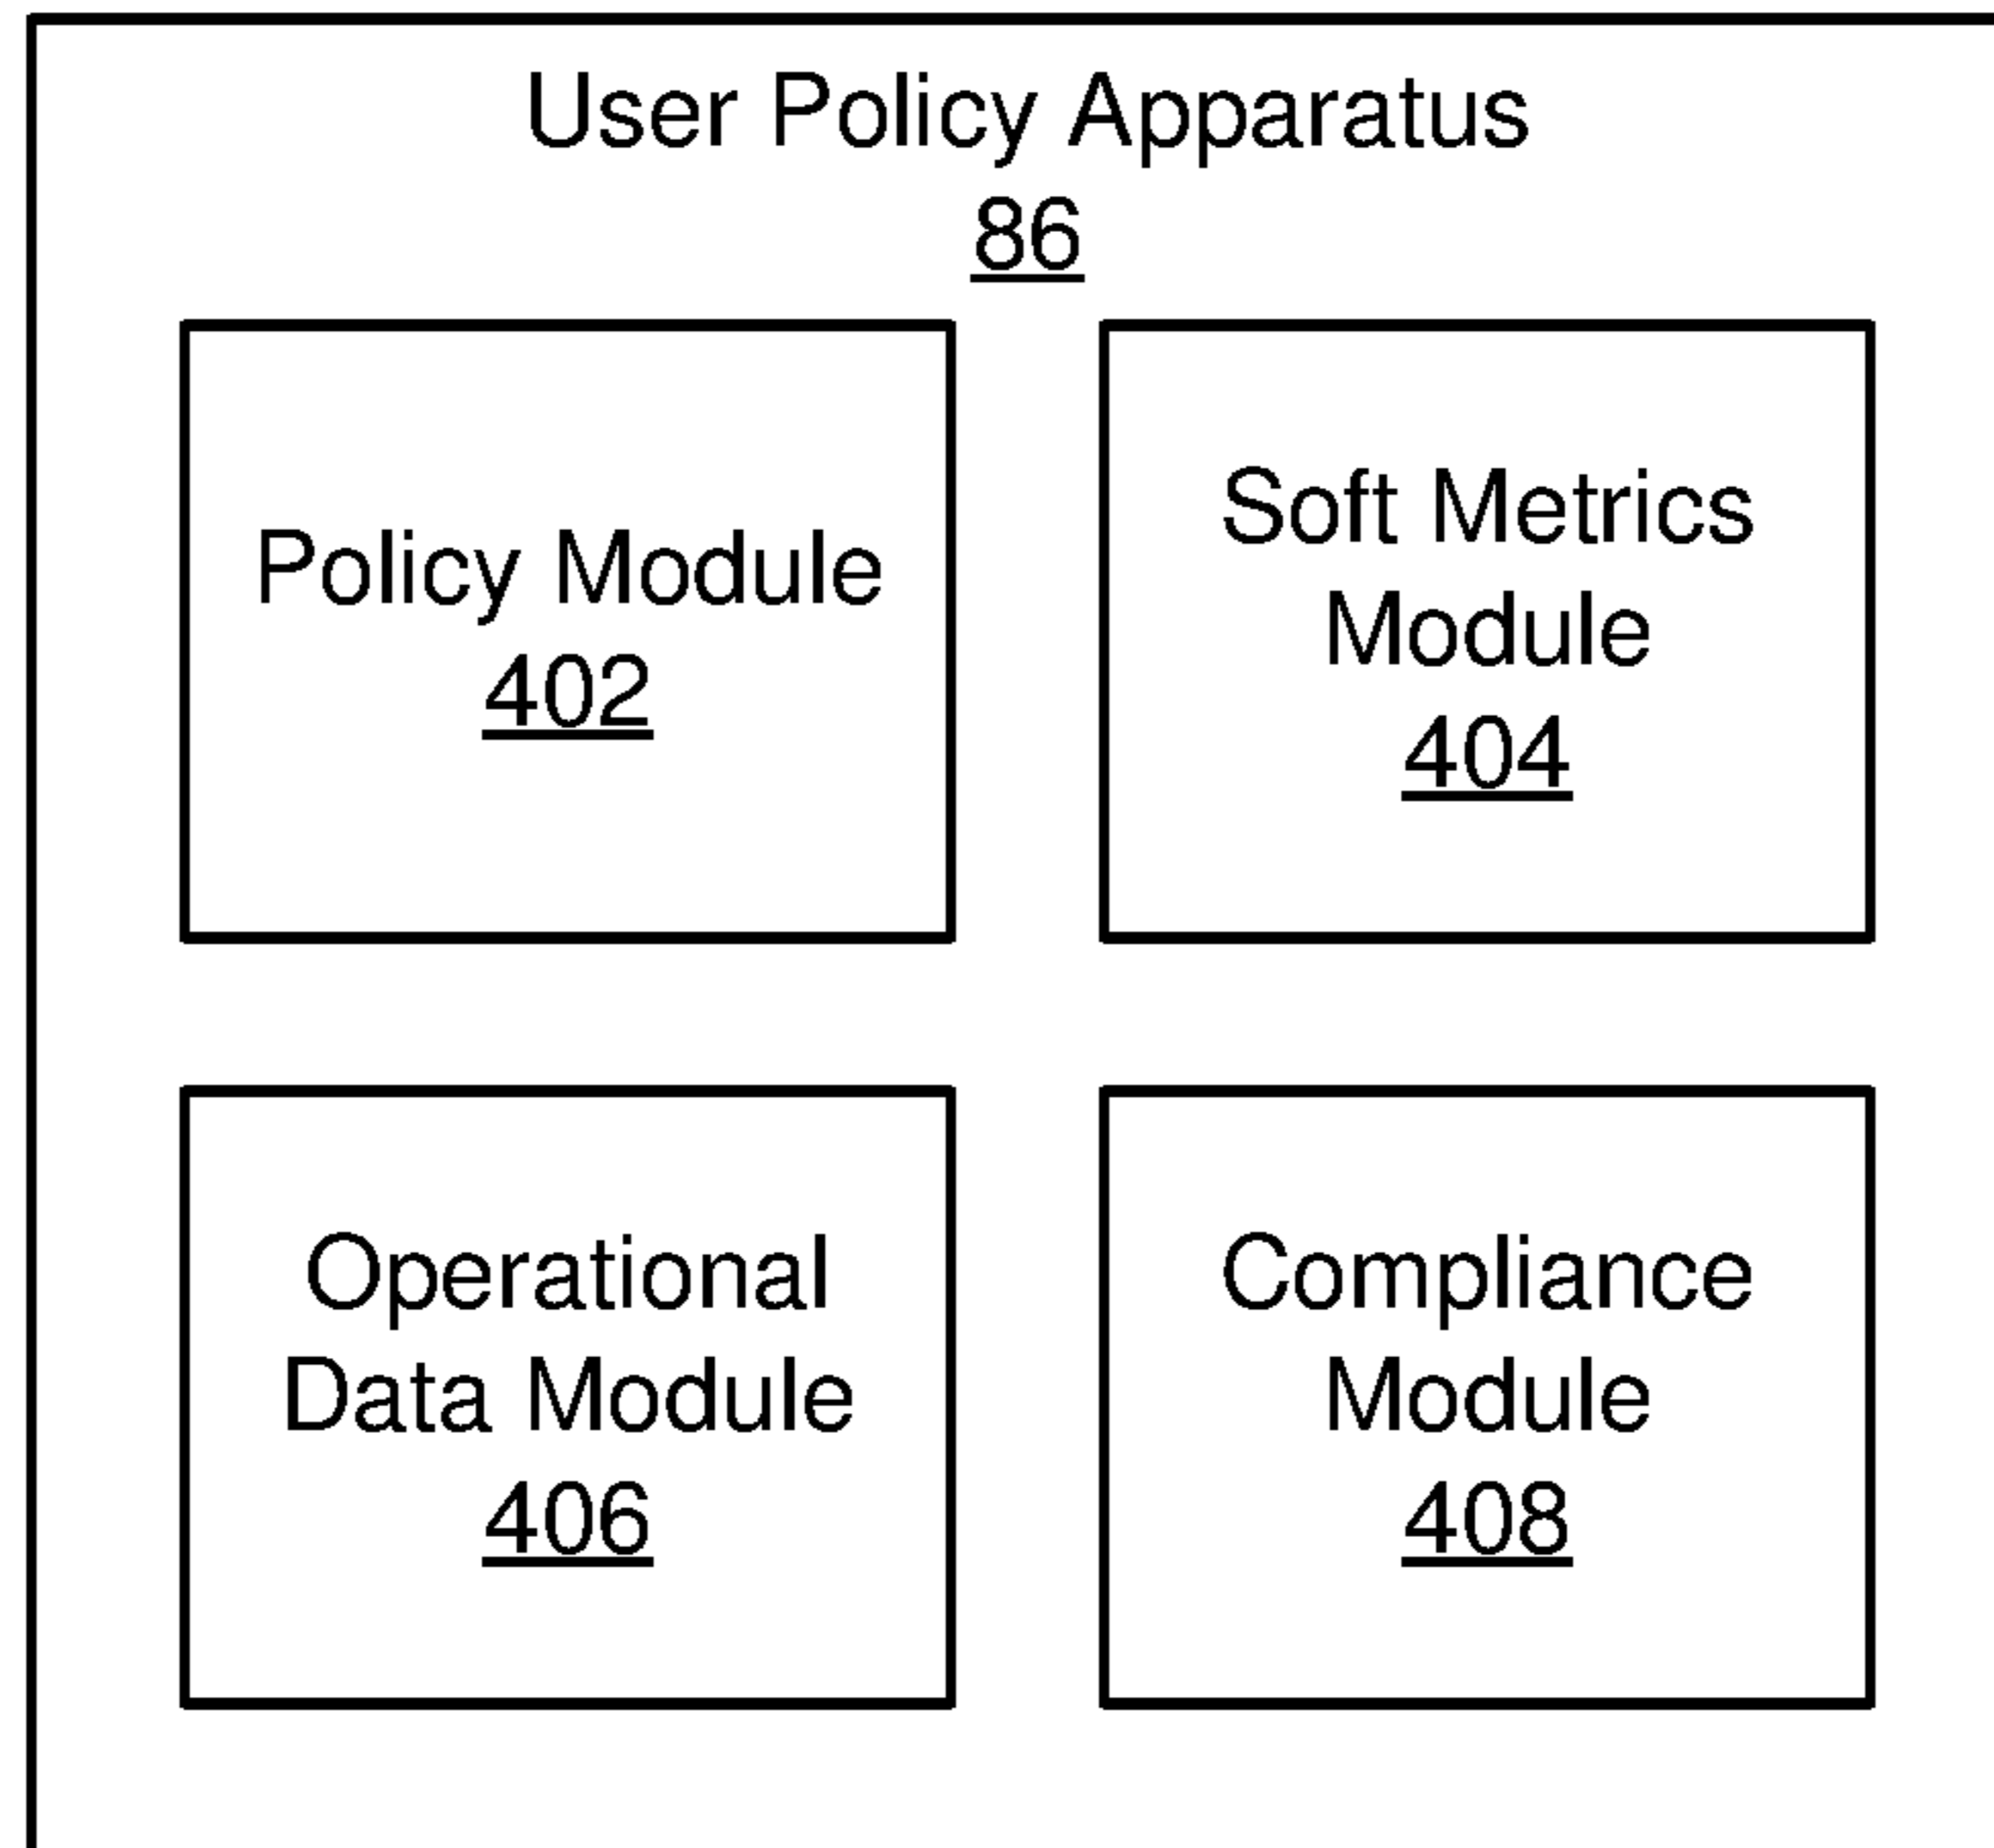 User Policy Apparatus
86
Policy Module
402
Soft Metrics
Module
404
Operational
Data Module
406
Compliance
Module
408